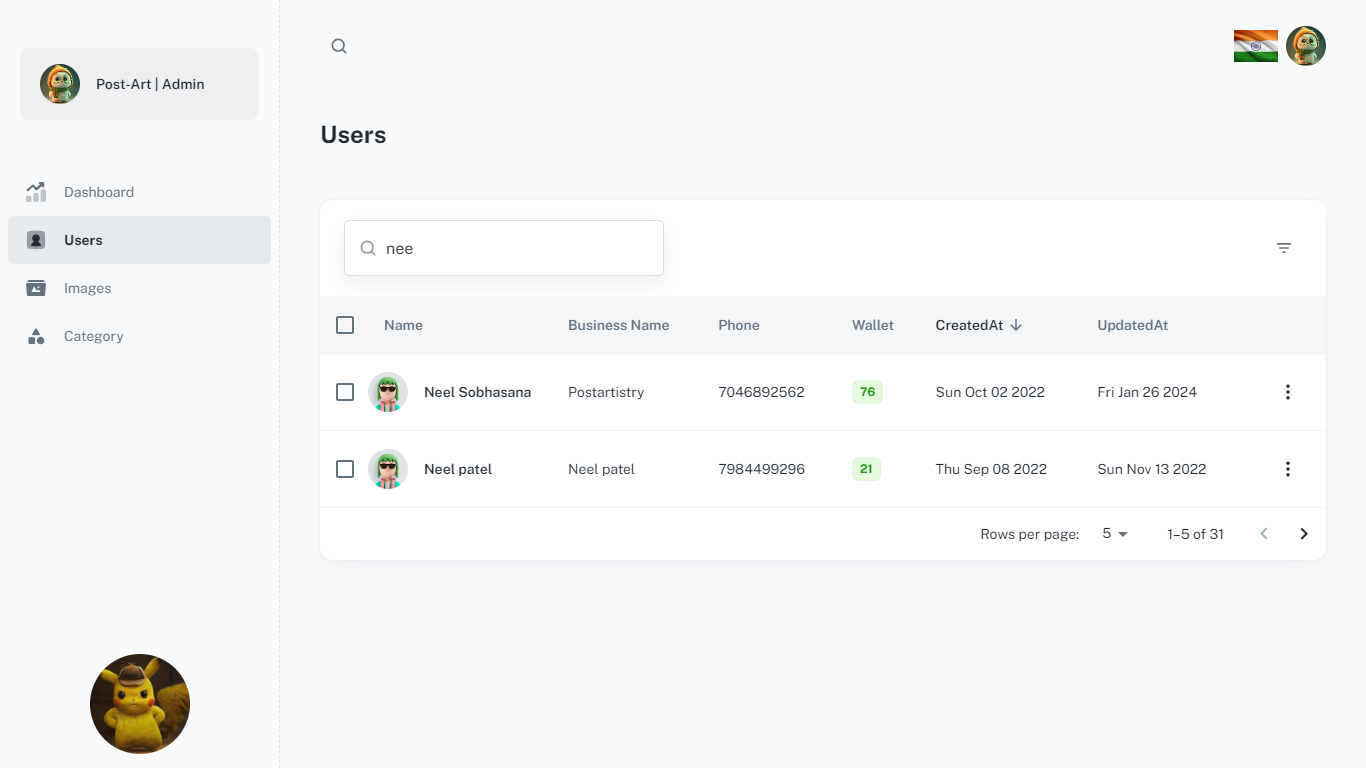 Post-Art | Admin
Dashboard
Users
Images
Category
Users
nee
Name Business Name Phone Wallet CreatedAt UpdatedAt
Neel Sobhasana Postartistry 7046892562 76 Sun Oct 02 2022 Fri Jan 26 2024
Neel patel Neel patel 7984499296 21 Thu Sep 08 2022 Sun Nov 13 2022
Rows per page: 5 1–5 of 31